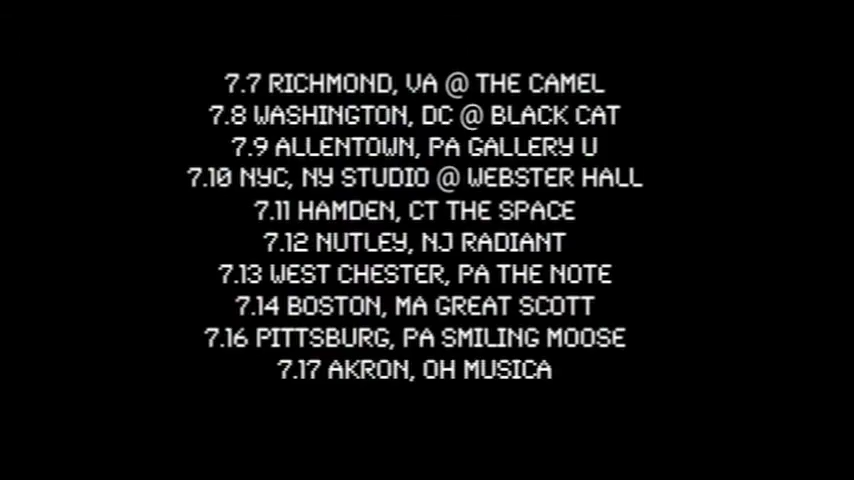 7.7 RICHMOND, VA @ THE CAMEL
7.8 WASHINGTON, DC @ BLACK CAT
7.9 ALLENTOWN, PA GALLERY U
7.10 NYC, NY STUDIO @ WEBSTER HALL
7.11 HAMDEN, CT THE SPACE
7.12 NUTLEY, NJ RADIANT
7.13 WEST CHESTER, PA THE NOTE
7.14 BOSTON, MA GREAT SCOTT
7.16 PITTSBURG, PA SMILING MOOSE
7.17 AKRON, OH MUSICA